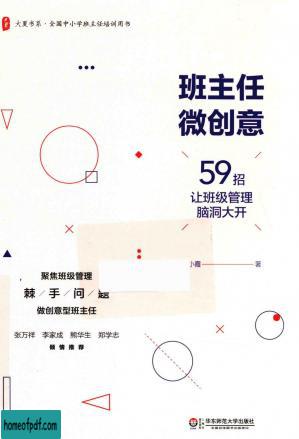 大夏书系·全国中小学班主任培训用书
班主任
微创意
59招
让班级管理
脑洞大开
小霞 著
聚焦班级管理
棘/手/问/题
做创意型班主任
张万祥 李家成 熊华生 郑学志
倾情推荐
华东师范大学出版社
homeofpdf.com